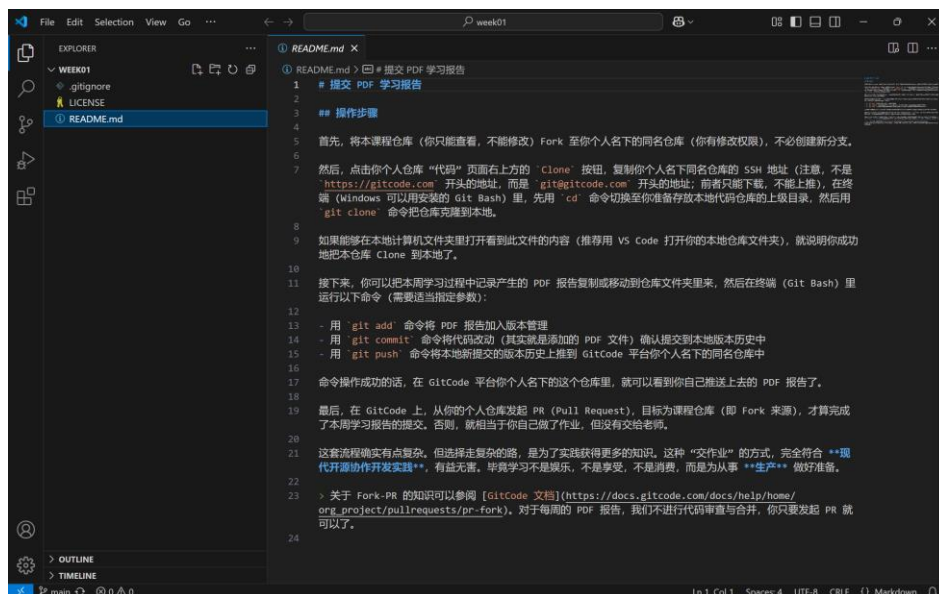 File Edit Selection View Go ··· week01
EXPLORER ···
WEEK01
.gitignore
LICENSE
README.md
README.md
README.md > # 提交 PDF 学习报告
1 # 提交 PDF 学习报告
2
3 ## 操作步骤
4
5 首先，将本课程仓库（你只能查看，不能修改）Fork 至你个人名下的同名仓库（你有修改权限），不必创建新分支。
6
7 然后，点击你个人仓库 “代码” 页面右上方的 `Clone` 按钮，复制你个人名下同名仓库的 SSH 地址（注意，不是
`https://gitcode.com` 开头的地址，而是 `git@gitcode.com` 开头的地址；前者只能下载，不能上推），在终
端（Windows 可以用安装的 Git Bash）里，先用 `cd` 命令切换至你准备存放本地代码仓库的上级目录，然后用
`git clone` 命令把仓库克隆到本地。
8
9 如果能够在本地计算机文件夹里打开看到此文件的内容（推荐用 VS Code 打开你的本地仓库文件夹），就说明你成功
地把本仓库 Clone 到本地了。
10
11 接下来，你可以把本周学习过程中记录产生的 PDF 报告复制或移动到仓库文件夹里来，然后在终端（Git Bash）里
运行以下命令（需要适当指定参数）：
12
13 - 用 `git add` 命令将 PDF 报告加入版本管理
14 - 用 `git commit` 命令将代码改动（其实就是添加的 PDF 文件）确认提交到本地版本历史中
15 - 用 `git push` 命令将本地新提交的版本历史上推到 GitCode 平台你个人名下的同名仓库中
16
17 命令操作成功的话，在 GitCode 平台你个人名下的这个仓库里，就可以看到你自己推送上去的 PDF 报告了。
18
19 最后，在 GitCode 上，从你的个人仓库发起 PR（Pull Request），目标为课程仓库（即 Fork 来源），才算完成
了本周学习报告的提交。否则，就相当于你自己做了作业，但没有交给老师。
20
21 这套流程确实有点复杂。但选择走复杂的路，是为了实践获得更多的知识。这种 “交作业” 的方式，完全符合 **现
代开源协作开发实践**，有益无害。毕竟学习不是娱乐，不是享受，不是消费，而是为从事 **生产** 做好准备。
22
23 > 关于 Fork-PR 的知识可以参阅 [GitCode 文档](https://docs.gitcode.com/docs/help/home/
org_project/pullrequests/pr-fork)。对于每周的 PDF 报告，我们不进行代码审查与合并，你只要发起 PR 就
可以了。
24
OUTLINE
TIMELINE
main 0 0 Ln 1, Col 1 Spaces: 4 UTF-8 CRLF {} Markdown